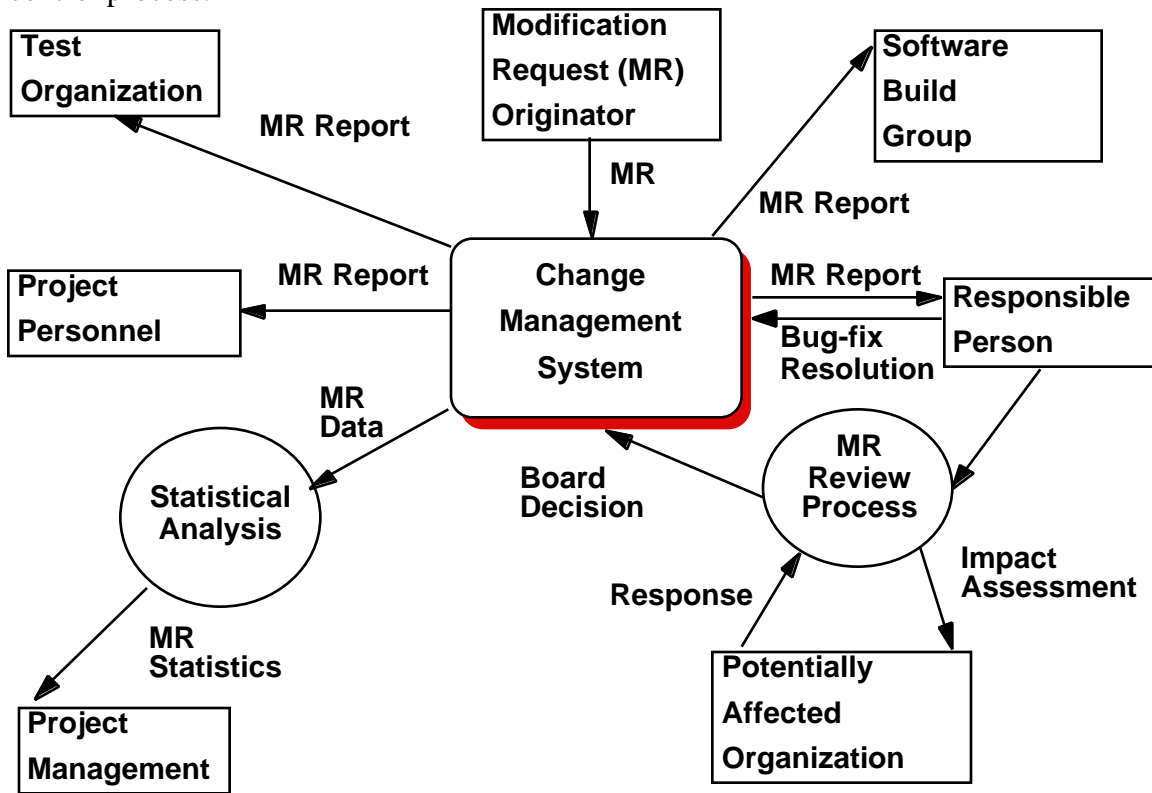 Test
Organization
Modification
Request (MR)
Originator
Software
Build
Group
MR Report
MR
MR Report
Project
Personnel
MR Report
Change
Management
System
MR Report
Bug-fix
Resolution
Responsible
Person
MR
Data
Board
Decision
MR
Review
Process
Statistical
Analysis
Impact
Assessment
Response
MR
Statistics
Potentially
Affected
Organization
Project
Management